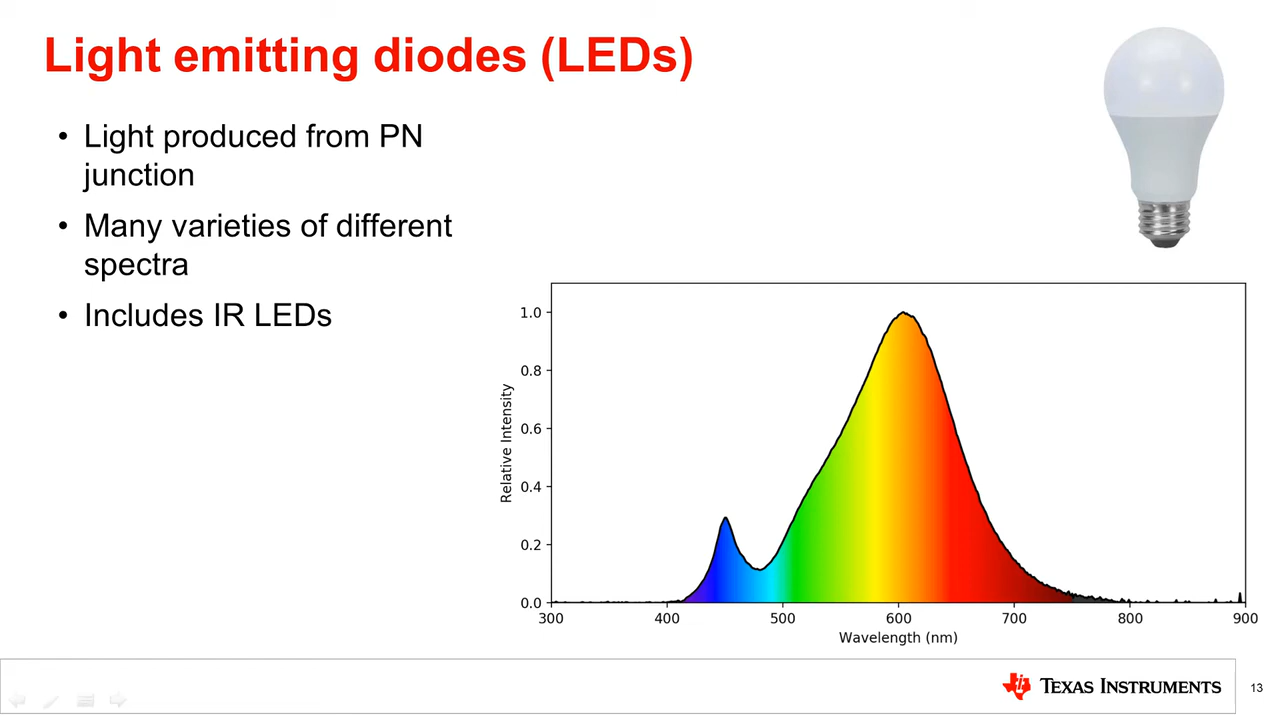 Light emitting diodes (LEDs)
• Light produced from PN
junction
• Many varieties of different
spectra
• Includes IR LEDs
1.0
0.8
0.6
0.4
0.2
0.0
Relative Intensity
300 400 500 600 700 800 900
Wavelength (nm)
TEXAS INSTRUMENTS
13